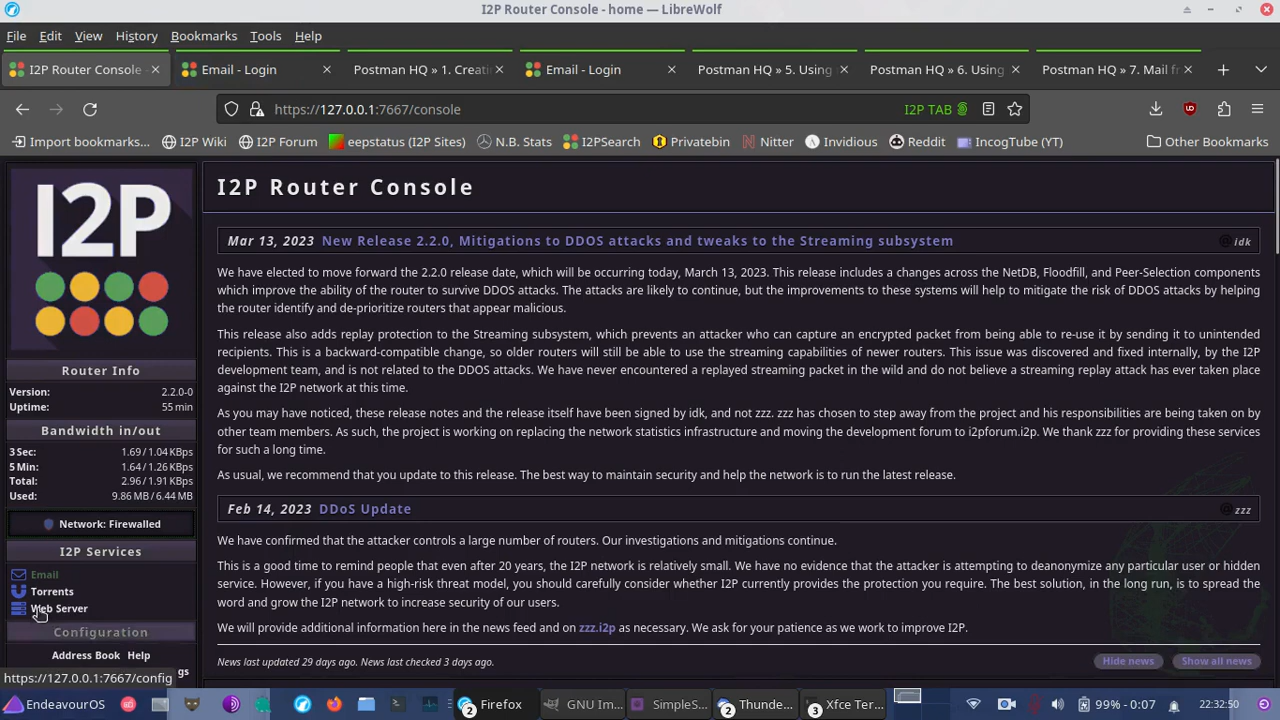 I2P Router Console - home — LibreWolf
File Edit View History Bookmarks Tools Help
I2P Router Console -
Email - Login
Postman HQ » 1. Creati
Email - Login
Postman HQ » 5. Using
Postman HQ » 6. Using
Postman HQ » 7. Mail f
https://127.0.0.1:7667/console
I2P TAB
Import bookmarks...
I2P Wiki
I2P Forum
eepstatus (I2P Sites)
N.B. Stats
I2PSearch
Privatebin
Nitter
Invidious
Reddit
IncogTube (YT)
Other Bookmarks
I2P
Router Info
Version: 2.2.0-0
Uptime: 55 min
Bandwidth in/out
3 Sec: 1.69 / 1.04 KBps
5 Min: 1.64 / 1.26 KBps
Total: 2.96 / 1.91 KBps
Used: 9.86 MB / 6.44 MB
Network: Firewalled
I2P Services
Email
Torrents
Web Server
Configuration
Address Book Help
gs
https://127.0.0.1:7667/config
I2P Router Console
Mar 13, 2023 New Release 2.2.0, Mitigations to DDOS attacks and tweaks to the Streaming subsystem
@ idk
We have elected to move forward the 2.2.0 release date, which will be occurring today, March 13, 2023. This release includes a changes across the NetDB, Floodfill, and Peer-Selection components
which improve the ability of the router to survive DDOS attacks. The attacks are likely to continue, but the improvements to these systems will help to mitigate the risk of DDOS attacks by helping
the router identify and de-prioritize routers that appear malicious.
This release also adds replay protection to the Streaming subsystem, which prevents an attacker who can capture an encrypted packet from being able to re-use it by sending it to unintended
recipients. This is a backward-compatible change, so older routers will still be able to use the streaming capabilities of newer routers. This issue was discovered and fixed internally, by the I2P
development team, and is not related to the DDOS attacks. We have never encountered a replayed streaming packet in the wild and do not believe a streaming replay attack has ever taken place
against the I2P network at this time.
As you may have noticed, these release notes and the release itself have been signed by idk, and not zzz. zzz has chosen to step away from the project and his responsibilities are being taken on by
other team members. As such, the project is working on replacing the network statistics infrastructure and moving the development forum to i2pforum.i2p. We thank zzz for providing these services
for such a long time.
As usual, we recommend that you update to this release. The best way to maintain security and help the network is to run the latest release.
Feb 14, 2023 DDoS Update
@ zzz
We have confirmed that the attacker controls a large number of routers. Our investigations and mitigations continue.
This is a good time to remind people that even after 20 years, the I2P network is relatively small. We have no evidence that the attacker is attempting to deanonymize any particular user or hidden
service. However, if you have a high-risk threat model, you should carefully consider whether I2P currently provides the protection you require. The best solution, in the long run, is to spread the
word and grow the I2P network to increase security of our users.
We will provide additional information here in the news feed and on zzz.i2p as necessary. We ask for your patience as we work to improve I2P.
News last updated 29 days ago. News last checked 3 days ago.
Hide news
Show all news
EndeavourOS
2 Firefox
GNU Im...
SimpleS...
2 Thunde...
3 Xfce Ter...
99% - 0:07
22:32:50